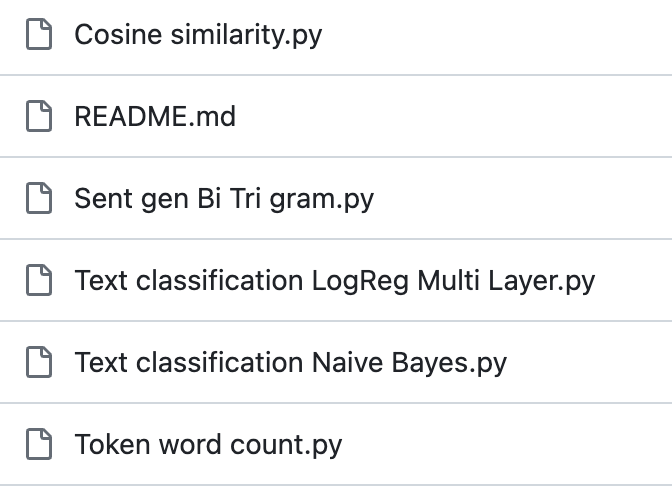 Cosine similarity.py
README.md
Sent gen Bi Tri gram.py
Text classification LogReg Multi Layer.py
Text classification Naive Bayes.py
Token word count.py